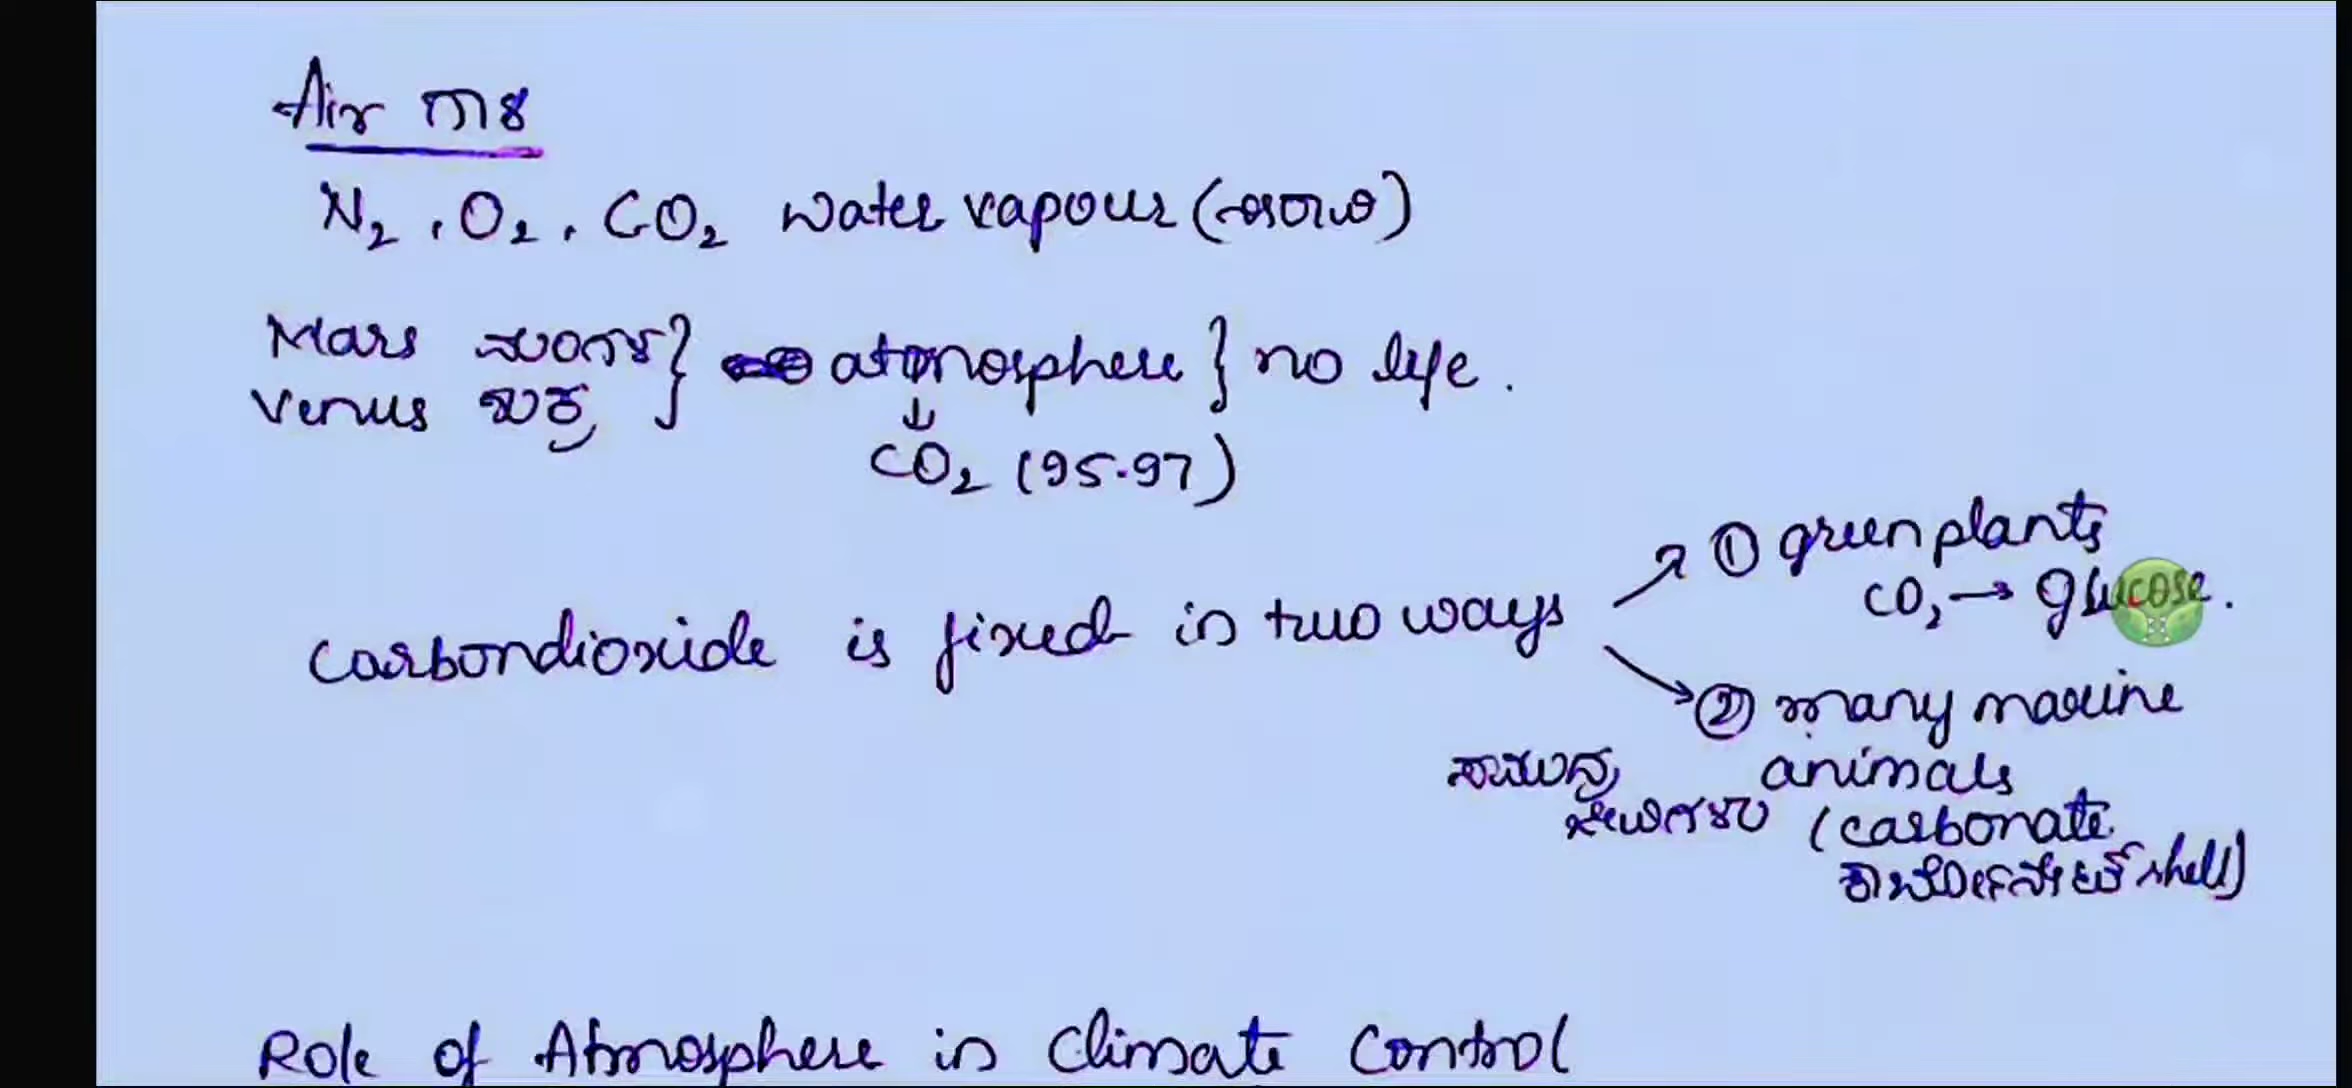 Air ಗಾಳಿ
N₂, O₂, CO₂ water vapour (ನೀರಾವಿ)
Mars ಮಂಗಳ } atmosphere } no life.
Venus ಶುಕ್ರ
↓
CO₂ (95-97)
① green plants
CO₂ → glucose.
Carbondioxide is fixed in two ways
② many marine
ಸಾಮುದ್ರ animals
ಜೀವಿಗಳು (carbonate
ಕಾರ್ಬೋನೇಟ್ shell)
Role of Atmosphere in Climate Control